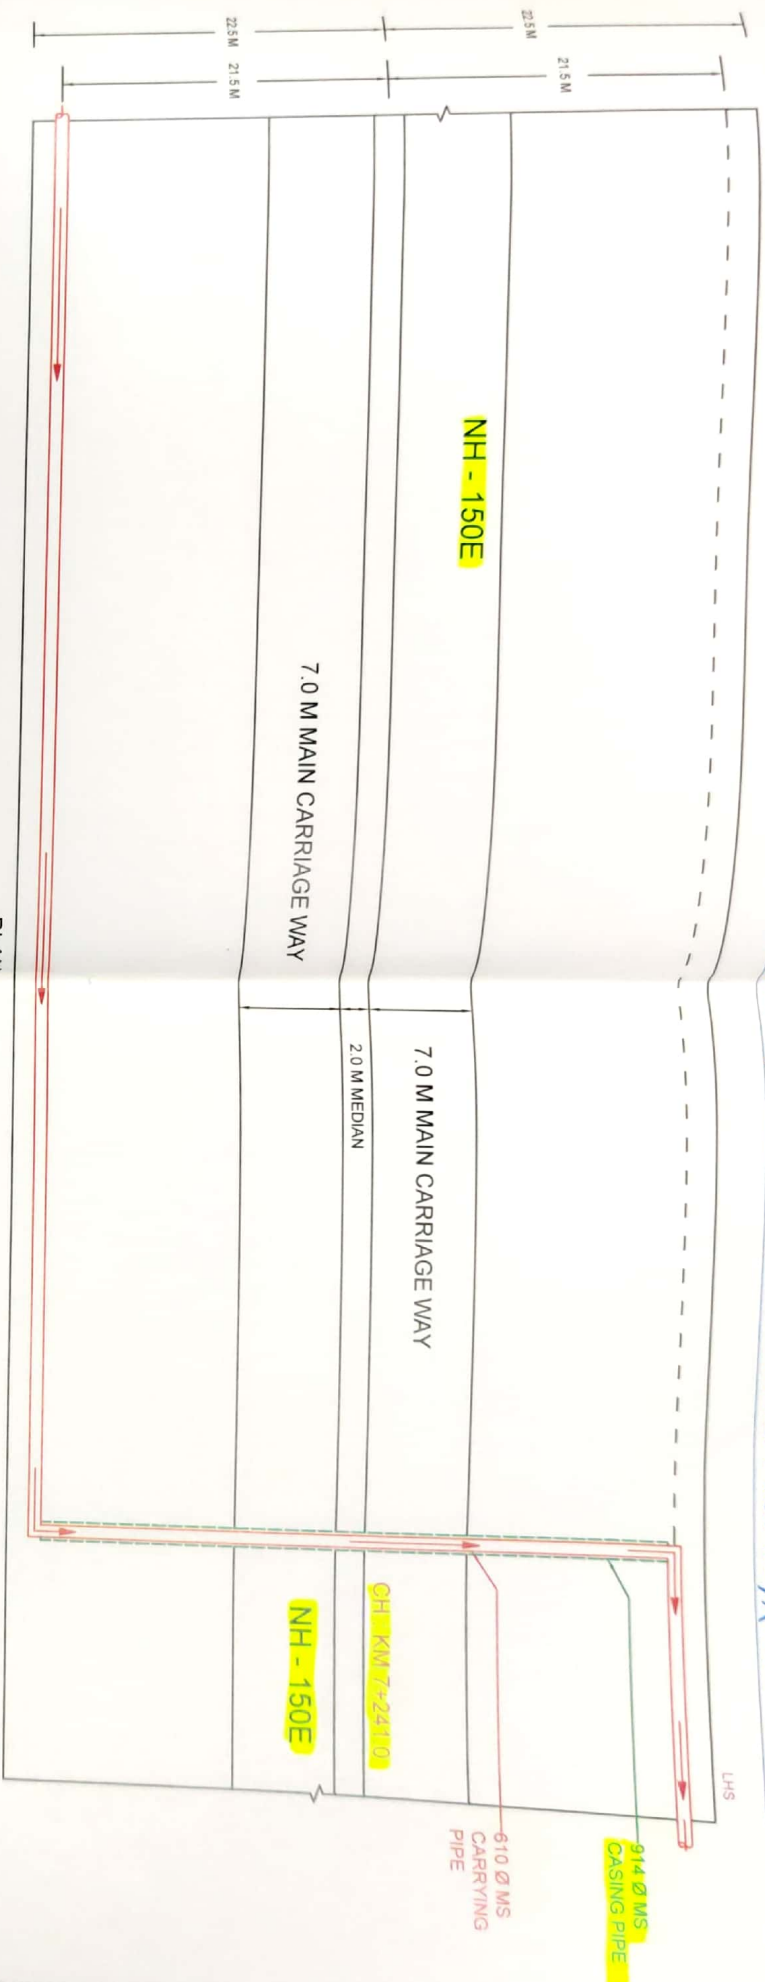 22.5 M
22.5 M
21.5 M
21.5 M
NH - 150E
7.0 M MAIN CARRIAGE WAY
2.0 M MEDIAN
7.0 M MAIN CARRIAGE WAY
CH KM 7+241.0
NH - 150E
LHS
610 Ø MS
CARRYING
PIPE
914 Ø MS
CASING PIPE